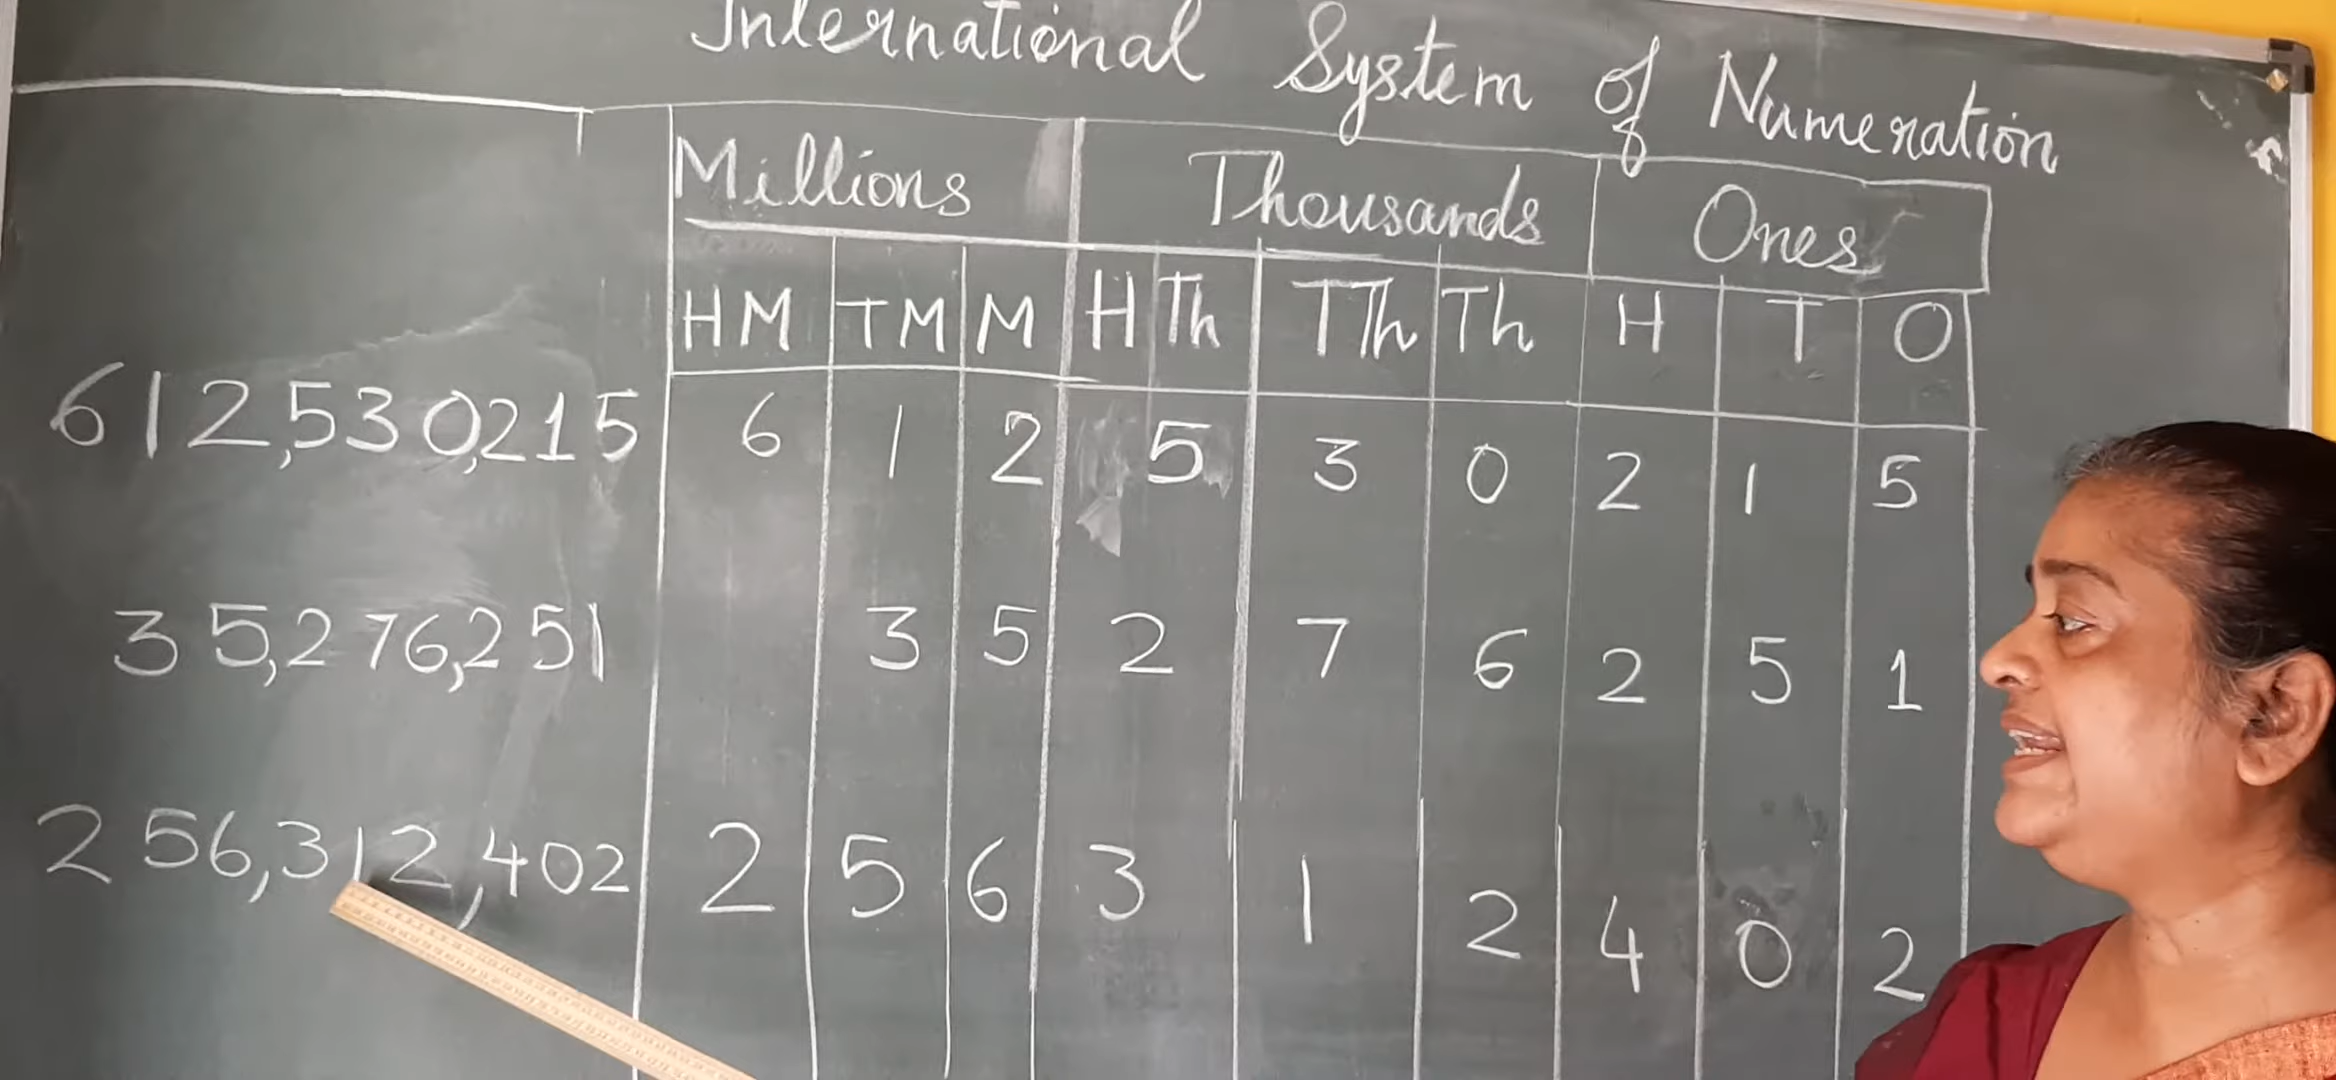 International System of Numeration
Millions Thousands Ones
HM TM M H Th T Th Th H T O
612,530,215 6 1 2 5 3 0 2 1 5
35,276,251 3 5 2 7 6 2 5 1
256,312,402 2 5 6 3 1 2 4 0 2